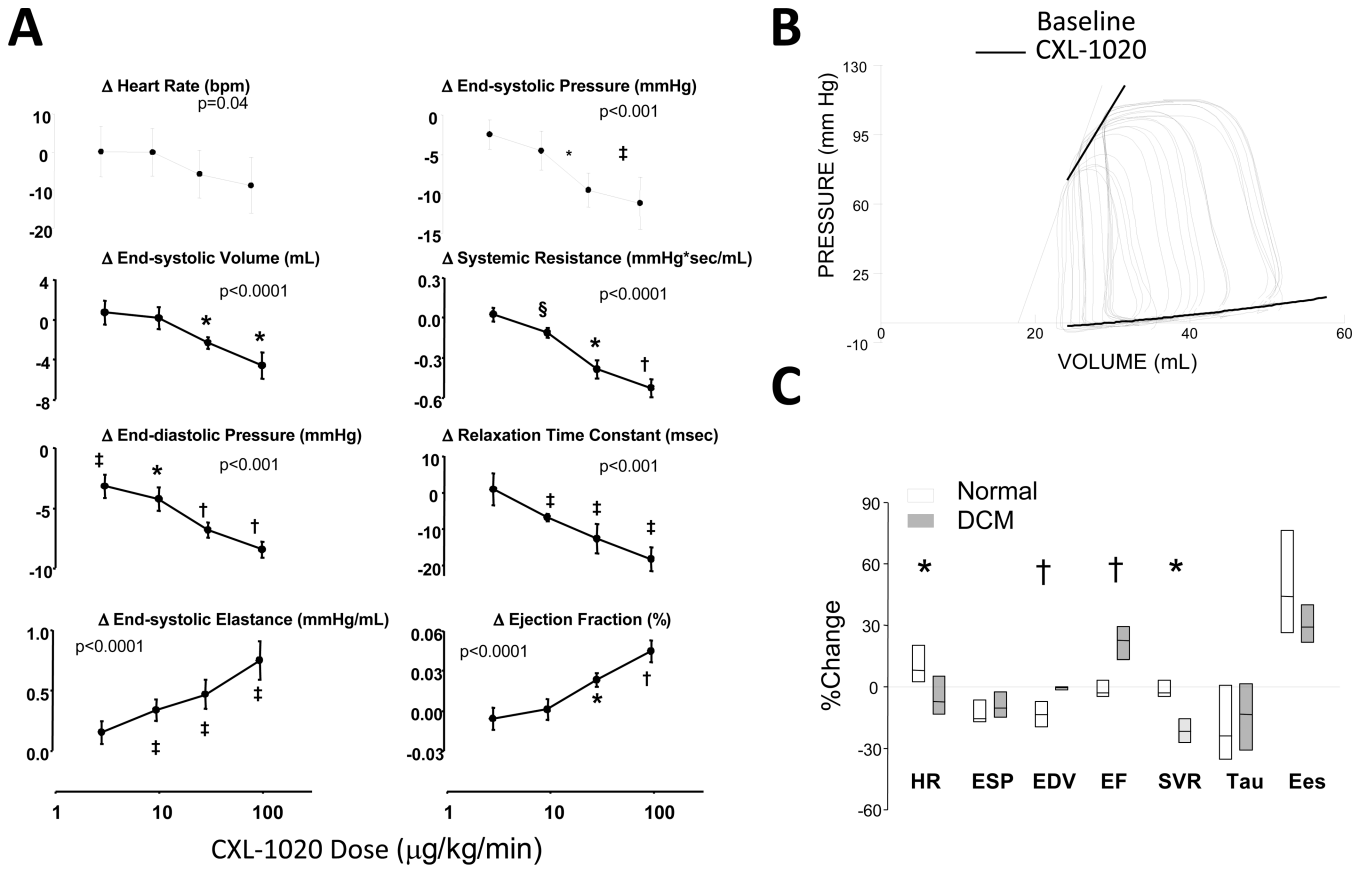 A
Δ Heart Rate (bpm)
p=0.04
10
0
-10
-20
Δ End-systolic Pressure (mmHg)
p<0.001
0
-5
-10
-15
*
‡
Δ End-systolic Volume (mL)
p<0.0001
4
0
-4
-8
*
*
Δ Systemic Resistance (mmHg*sec/mL)
p<0.0001
0.3
0.0
-0.3
-0.6
§
*
†
Δ End-diastolic Pressure (mmHg)
p<0.001
0
-5
-10
‡
*
†
†
Δ Relaxation Time Constant (msec)
p<0.001
10
0
-10
-20
‡
‡
‡
Δ End-systolic Elastance (mmHg/mL)
p<0.0001
1.0
0.5
0.0
‡
‡
‡
Δ Ejection Fraction (%)
p<0.0001
0.06
0.03
0.00
-0.03
*
†
1 10 100
1 10 100
CXL-1020 Dose (μg/kg/min)
B
Baseline
CXL-1020
PRESSURE (mm Hg)
130
95
60
25
-10
0 20 40 60
VOLUME (mL)
C
Normal
DCM
%Change
90
60
30
0
-30
-60
* † † *
HR ESP EDV EF SVR Tau Ees